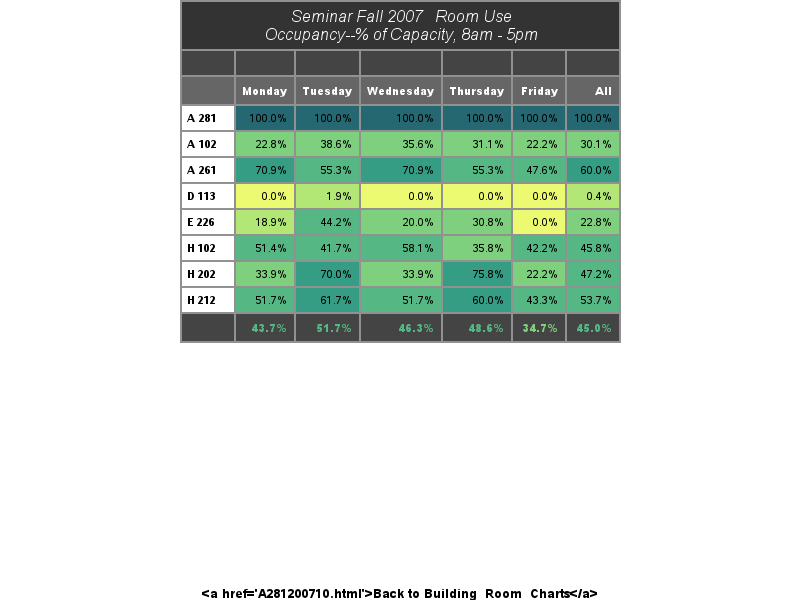 Seminar Fall 2007   Room Use
Occupancy--% of Capacity, 8am - 5pm
Monday Tuesday Wednesday Thursday Friday All
A 281 100.0% 100.0% 100.0% 100.0% 100.0% 100.0%
A 102 22.8% 38.6% 35.6% 31.1% 22.2% 30.1%
A 261 70.9% 55.3% 70.9% 55.3% 47.6% 60.0%
D 113 0.0% 1.9% 0.0% 0.0% 0.0% 0.4%
E 226 18.9% 44.2% 20.0% 30.8% 0.0% 22.8%
H 102 51.4% 41.7% 58.1% 35.8% 42.2% 45.8%
H 202 33.9% 70.0% 33.9% 75.8% 22.2% 47.2%
H 212 51.7% 61.7% 51.7% 60.0% 43.3% 53.7%
43.7% 51.7% 46.3% 48.6% 34.7% 45.0%
<a href='A281200710.html'>Back to Building  Room  Charts</a>